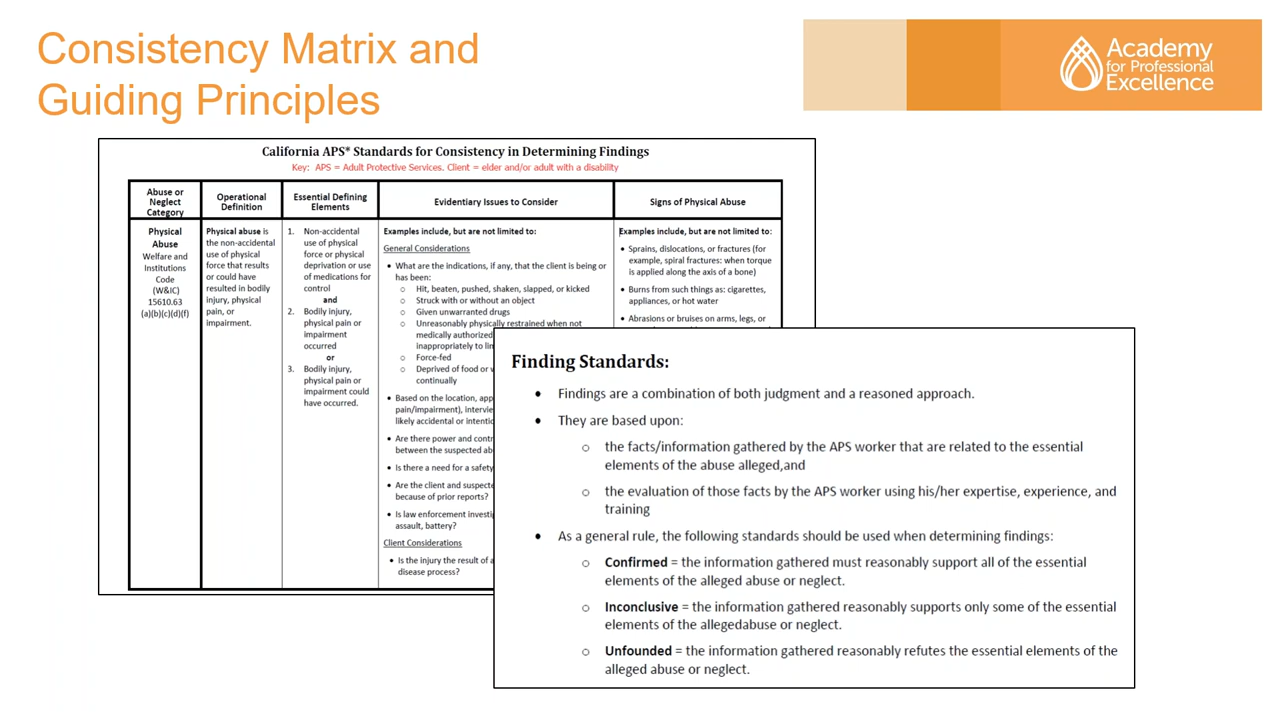 Consistency Matrix and
Guiding Principles
Academy
for Professional
Excellence
California APS* Standards for Consistency in Determining Findings
Key: APS = Adult Protective Services. Client = elder and/or adult with a disability
Abuse or
Neglect
Category
Operational
Definition
Essential Defining
Elements
Evidentiary Issues to Consider
Signs of Physical Abuse
Physical
Abuse
Welfare and
Institutions
Code
(W&IC)
15610.63
(a)(b)(c)(d)(f)
Physical abuse is
the non-accidental
use of physical
force that results
or could have
resulted in bodily
injury, physical
pain, or
impairment.
1. Non-accidental
use of physical
force or physical
deprivation or use
of medications for
control
and
2. Bodily injury,
physical pain or
impairment
occurred
or
3. Bodily injury,
physical pain or
impairment could
have occurred.
Examples include, but are not limited to:
General Considerations
• What are the indications, if any, that the client is being or
has been:
o Hit, beaten, pushed, shaken, slapped, or kicked
o Struck with or without an object
o Given unwarranted drugs
o Unreasonably physically restrained when not
medically authorized
inappropriately to
o Force-fed
o Deprived of food or
continually
• Based on the location,
pain/impairment),
likely accidental or
• Are there power and
between the suspected
• Is there a need for a safety
• Are the client and
because of prior reports?
• Is law enforcement
assault, battery?
Client Considerations
• Is the injury the result of a
disease process?
Examples include, but are not limited to:
• Sprains, dislocations, or fractures (for
example, spiral fractures: when torque
is applied along the axis of a bone)
• Burns from such things as: cigarettes,
appliances, or hot water
• Abrasions or bruises on arms, legs, or
Finding Standards:
• Findings are a combination of both judgment and a reasoned approach.
• They are based upon:
o the facts/information gathered by the APS worker that are related to the essential
elements of the abuse alleged,and
o the evaluation of those facts by the APS worker using his/her expertise, experience, and
training
• As a general rule, the following standards should be used when determining findings:
o Confirmed = the information gathered must reasonably support all of the essential
elements of the alleged abuse or neglect.
o Inconclusive = the information gathered reasonably supports only some of the essential
elements of the allegedabuse or neglect.
o Unfounded = the information gathered reasonably refutes the essential elements of the
alleged abuse or neglect.